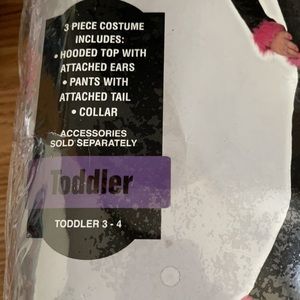 3 PIECE COSTUME
INCLUDES:
• HOODED TOP WITH
ATTACHED EARS
• PANTS WITH
ATTACHED TAIL
• COLLAR
ACCESSORIES
SOLD SEPARATELY
Toddler
TODDLER 3 - 4